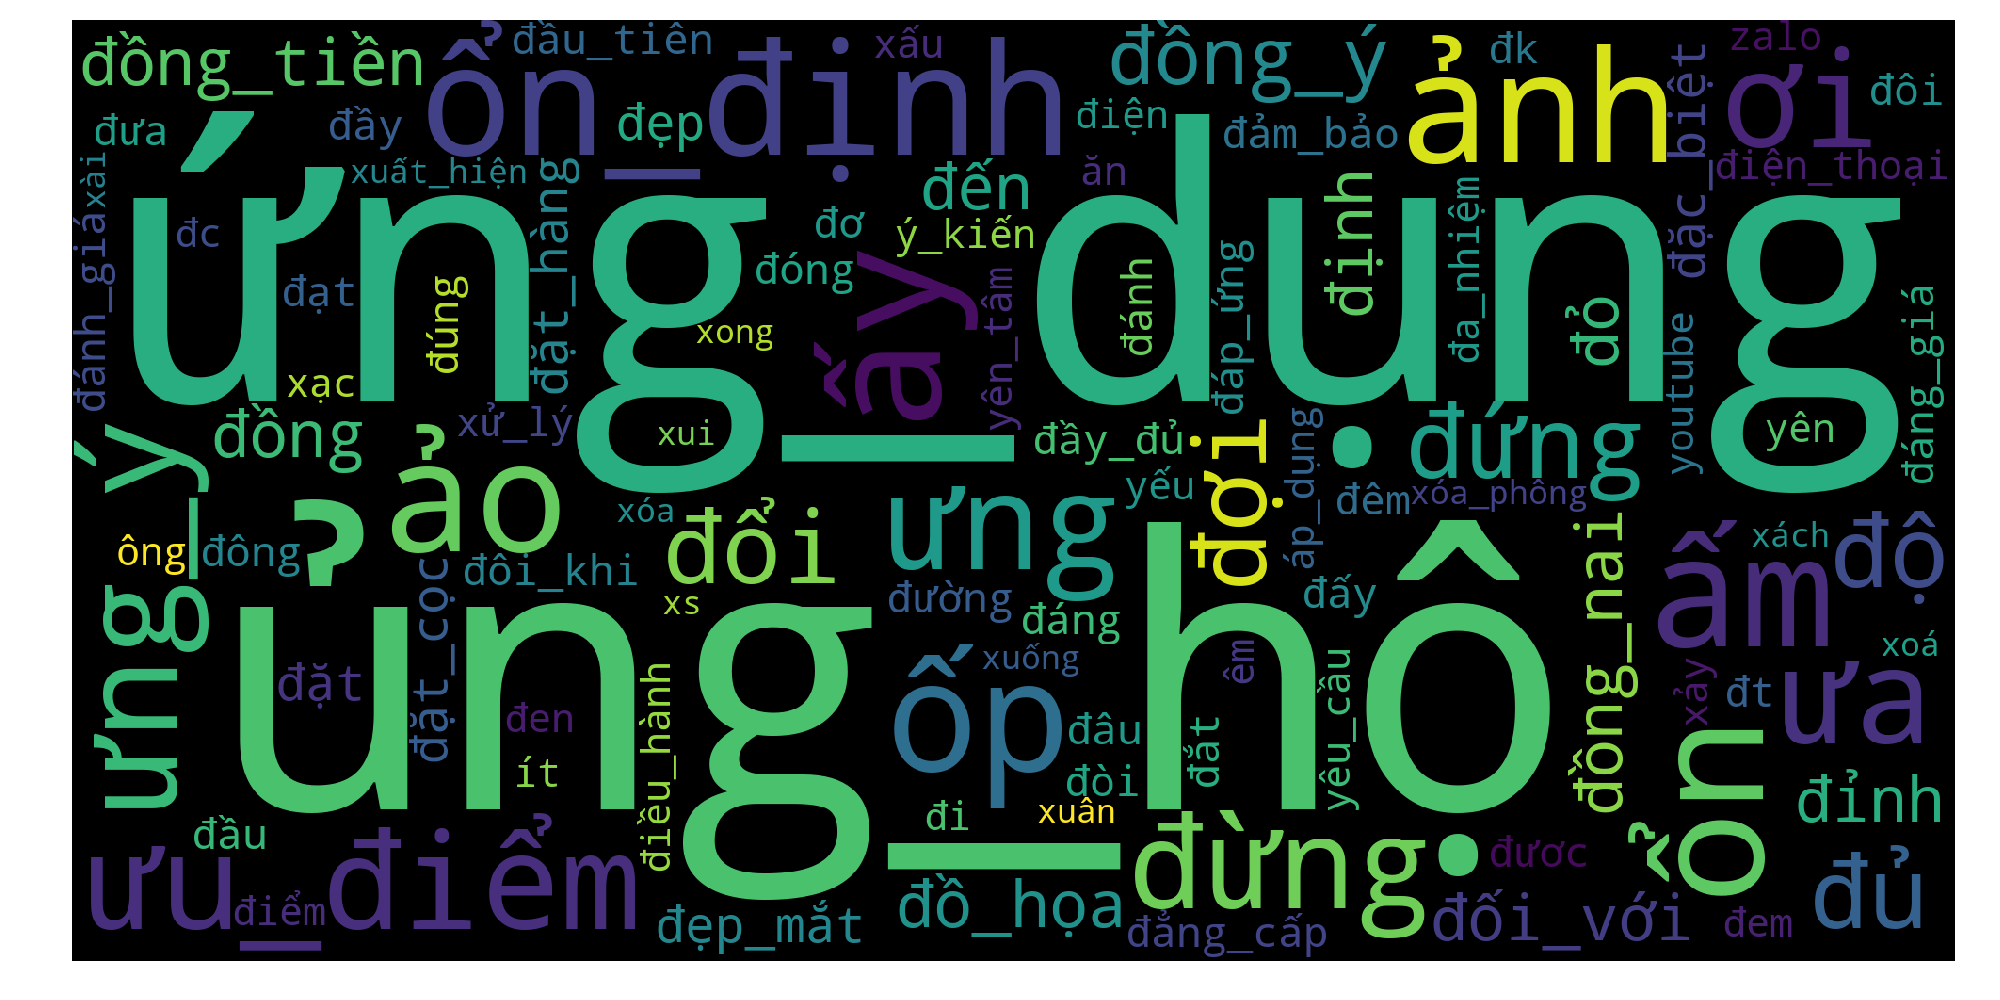 đồng_tiền
ổn_định
đầu_tiên
xấu
đồng_ý
ảnh
đk
đặc_biệt
zalo
ơi
đôi
đưa
đầy
đẹp
điện
đảm_bảo
điện_thoại
xài
xuất_hiện
đặt_hàng
đến
ăn
định
đa_nhiệm
ứng_dụng
đánh_giá
đc
đơ
ý_kiến
đạt
đúng
đóng
ấy
yên_tâm
đánh
đáp_ứng
đỏ
youtube
đáng_giá
xong
xạc
ưng_ý
đồng
xử_lý
xui
đầy_đủ
đợi
áp_dụng
đứng
yên
ảo
xóa
ưng
yếu
đêm
xóa_phông
ông
đông
đặt_cọc
đôi_khi
đổi
đường
đấy
đồng_nai
ấm
xách
độ
xs
đáng
ủng_hộ
xoá
đặt
đen
điều_hành
ốp
xuống
đâu
êm
yêu_cầu
xảy
đt
ưa
ít
đòi
đắt
ổn
đỉnh
đầu
đi
xuân
ưu_điểm
điểm
đẹp_mắt
đồ_họa
đừng
đươc
đẳng_cấp
đối_với
đem
đủ